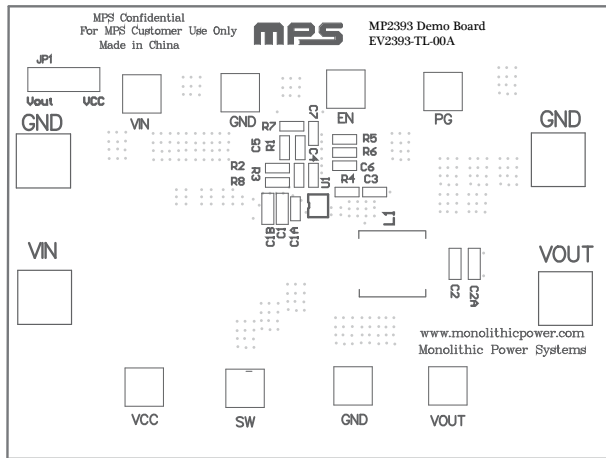 MPS Confidential
For MPS Customer Use Only
Made in China
mps
MP2393 Demo Board
EV2393-TL-00A
JP1
Vout VCC
VIN
GND
EN
PG
GND
GND
C7
R7
R5
C5
R1
R6
C4
C6
R2
R3
U1
R8
R4
C3
C1B
C1
C1A
L1
VIN
VOUT
C2
C2A
www.monolithicpower.com
Monolithic Power Systems
VCC
SW
GND
VOUT